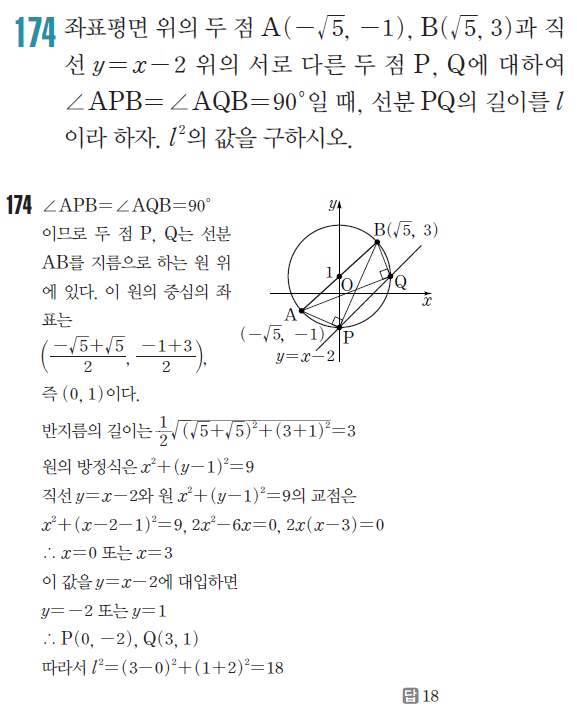 174 좌표평면 위의 두 점 A(−√5, −1), B(√5, 3)과 직
선 y=x−2 위의 서로 다른 두 점 P, Q에 대하여
∠APB=∠AQB=90°일 때, 선분 PQ의 길이를 l
이라 하자. l²의 값을 구하시오.
174 ∠APB=∠AQB=90°
이므로 두 점 P, Q는 선분
AB를 지름으로 하는 원 위
에 있다. 이 원의 중심의 좌
표는
((−√5+√5)/2, (−1+3)/2),
즉 (0, 1)이다.
y
B(√5, 3)
1
O
Q
x
A
(−√5, −1)
P
y=x−2
반지름의 길이는 1/2√((√5+√5)²+(3+1)²)=3
원의 방정식은 x²+(y−1)²=9
직선 y=x−2와 원 x²+(y−1)²=9의 교점은
x²+(x−2−1)²=9, 2x²−6x=0, 2x(x−3)=0
∴ x=0 또는 x=3
이 값을 y=x−2에 대입하면
y=−2 또는 y=1
∴ P(0, −2), Q(3, 1)
따라서 l²=(3−0)²+(1+2)²=18
답 18